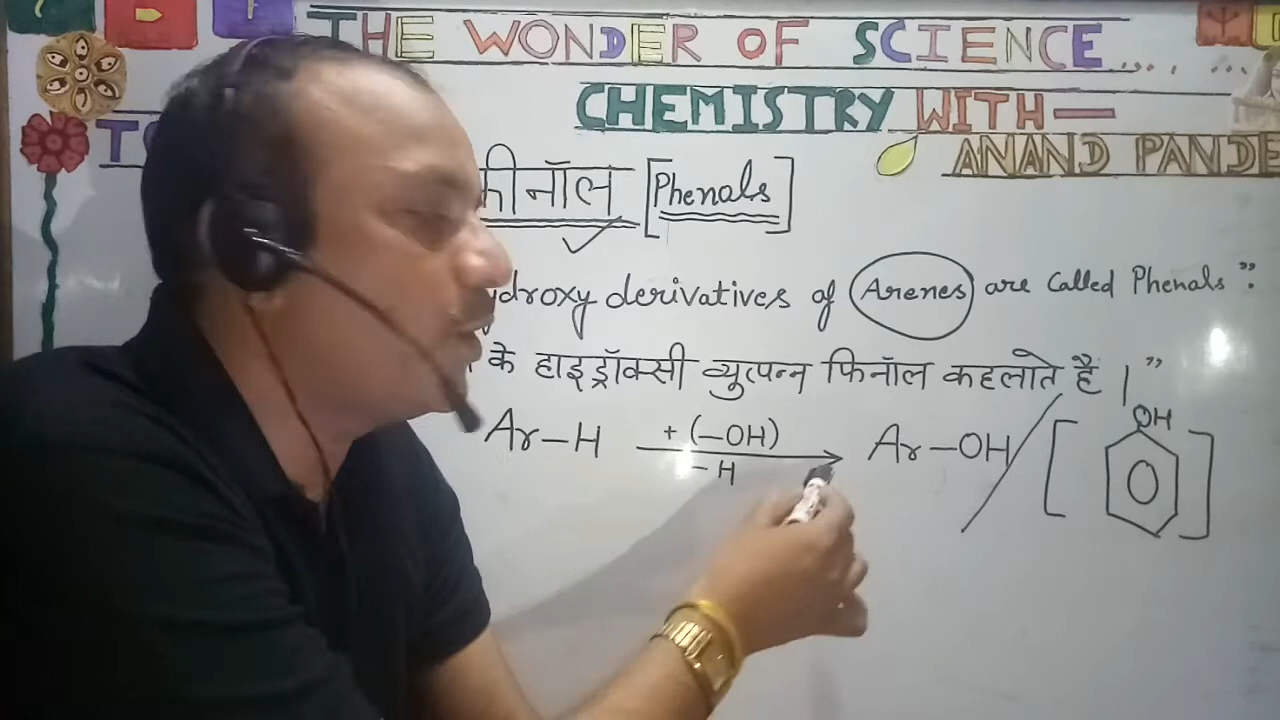 THE WONDER OF SCIENCE.... ...
CHEMISTRY WITH—
ANAND PANDE
फीनॉल [Phenals]
ydroxy derivatives of Arenes are Called Phenals".
के हाइड्रॉक्सी व्युत्पन्न फिनॉल कहलाते है।"
Ar–H + (–OH) Ar–OH / [ OH ]
– H